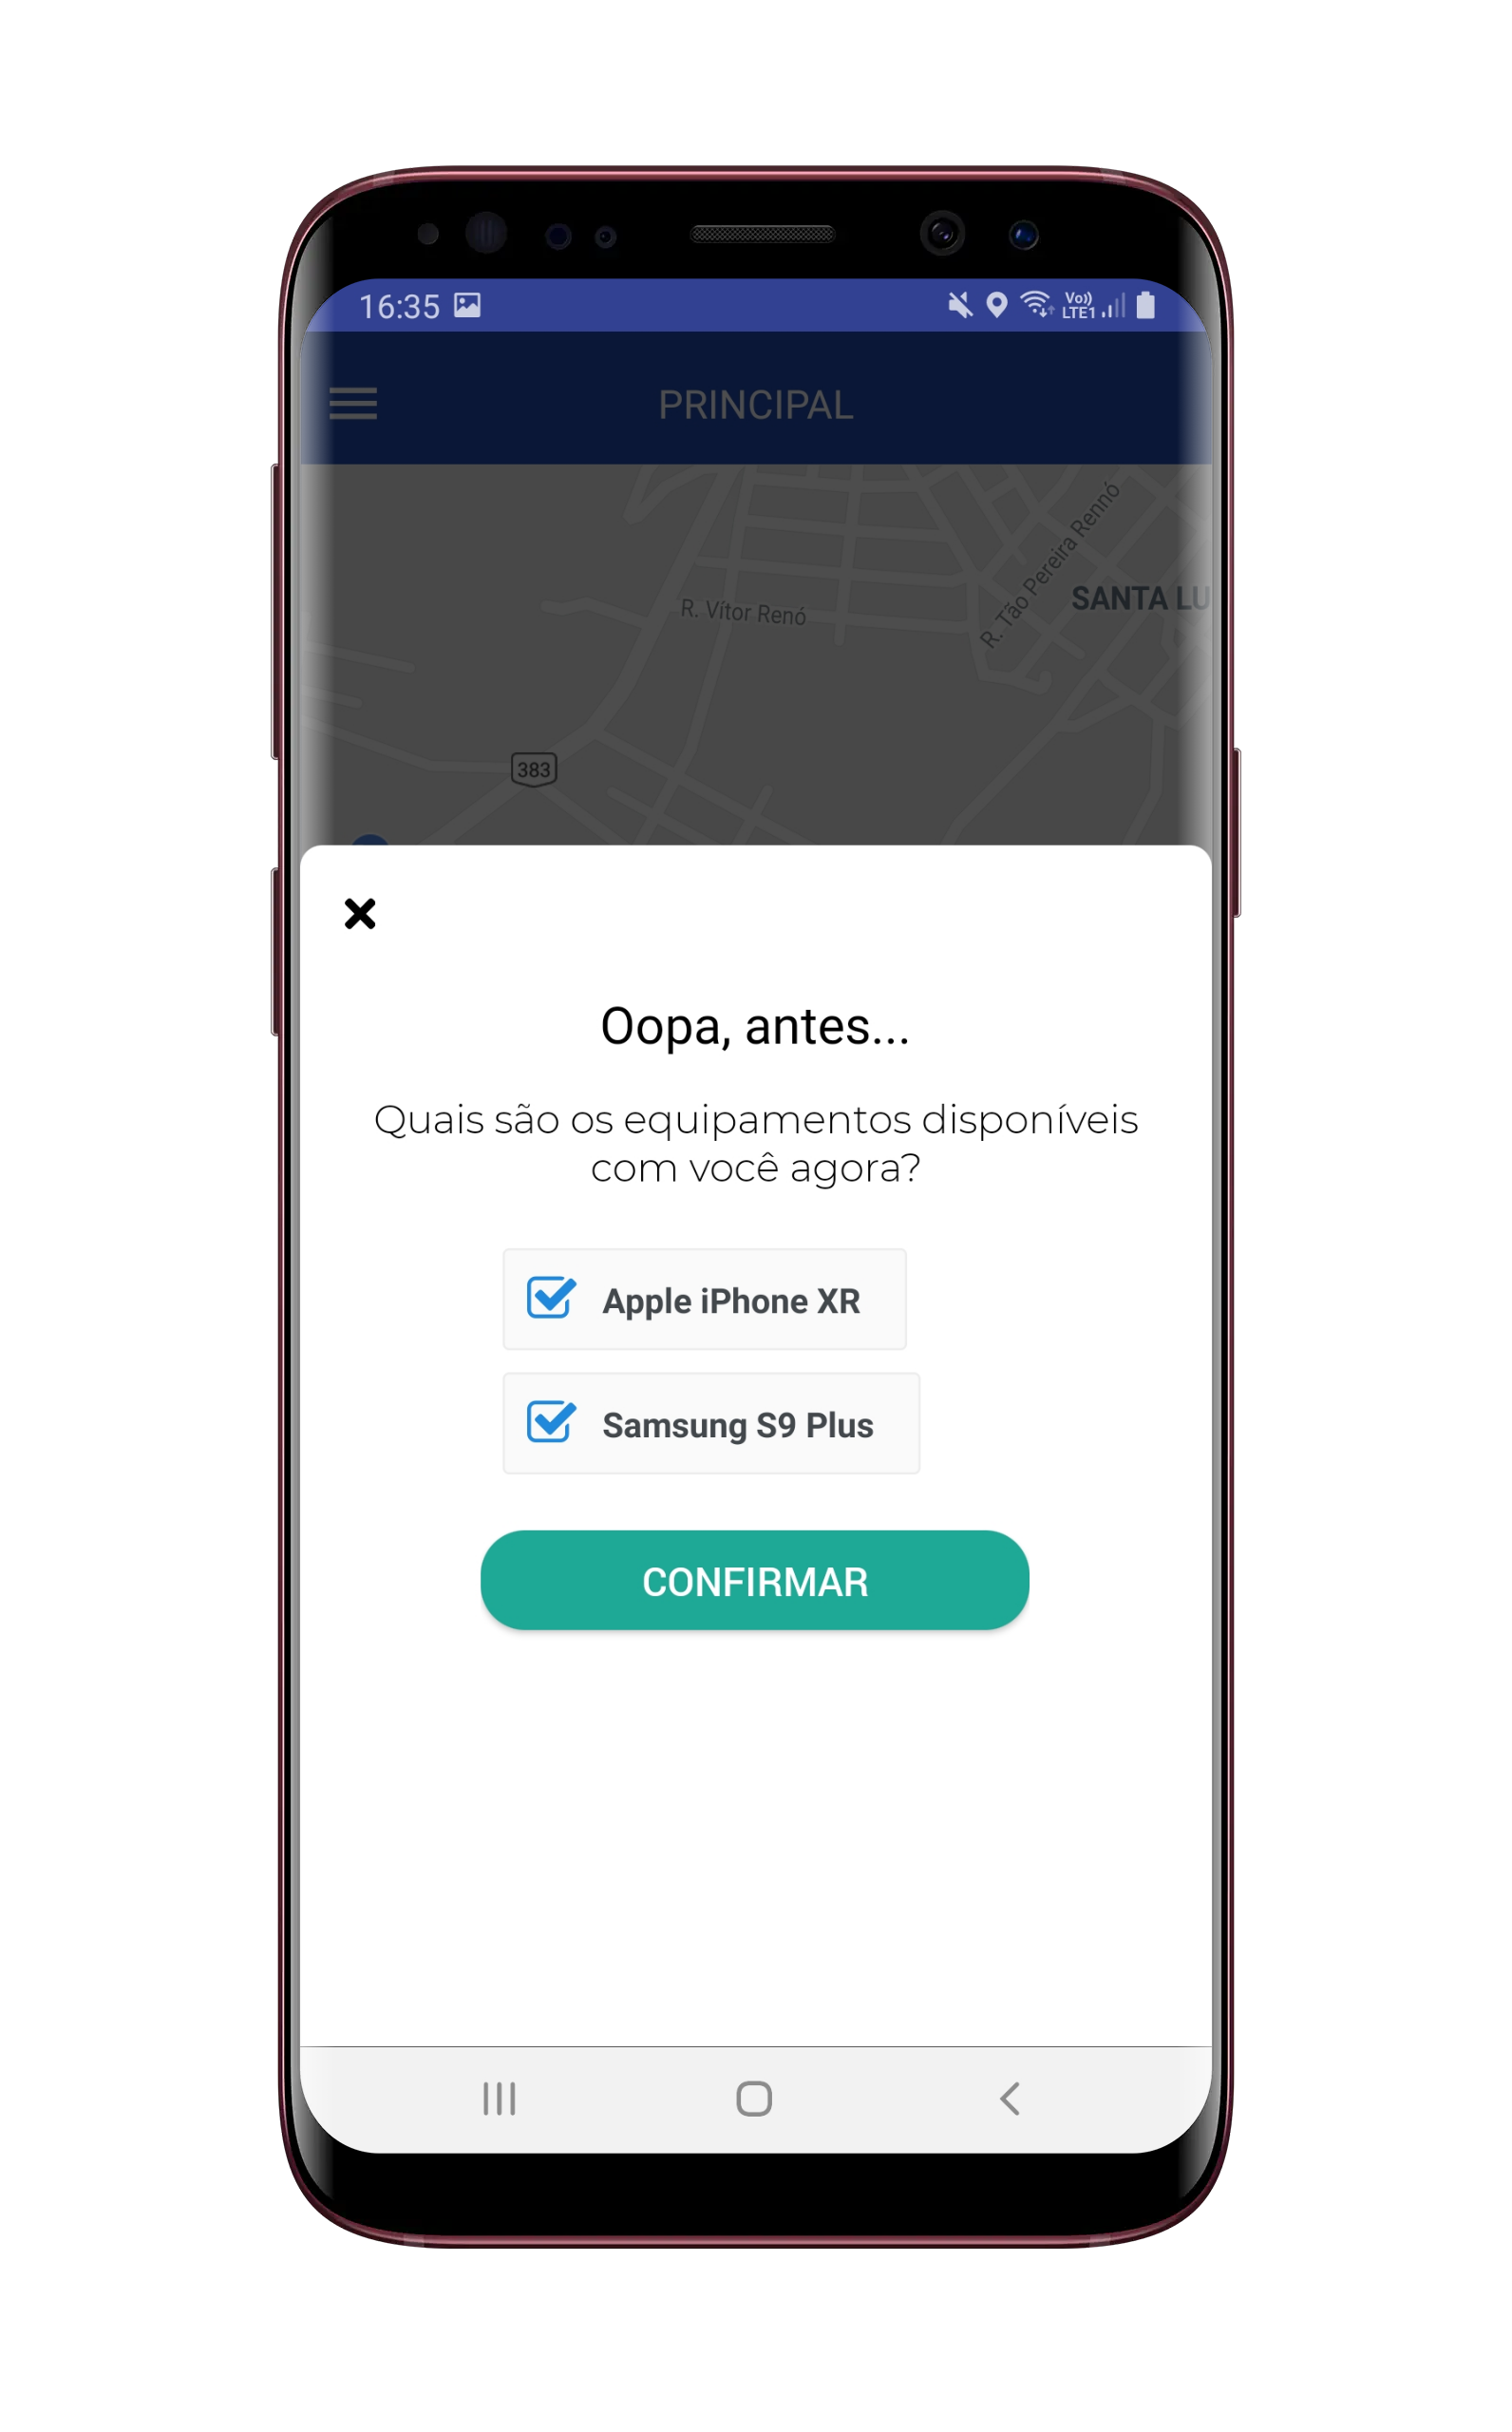 16:35
Vo))
LTE1
PRINCIPAL
R. Tão Pereira Rennó
SANTA LU
R. Vítor Renó
383
Oopa, antes...
Quais são os equipamentos disponíveis
com você agora?
Apple iPhone XR
Samsung S9 Plus
CONFIRMAR